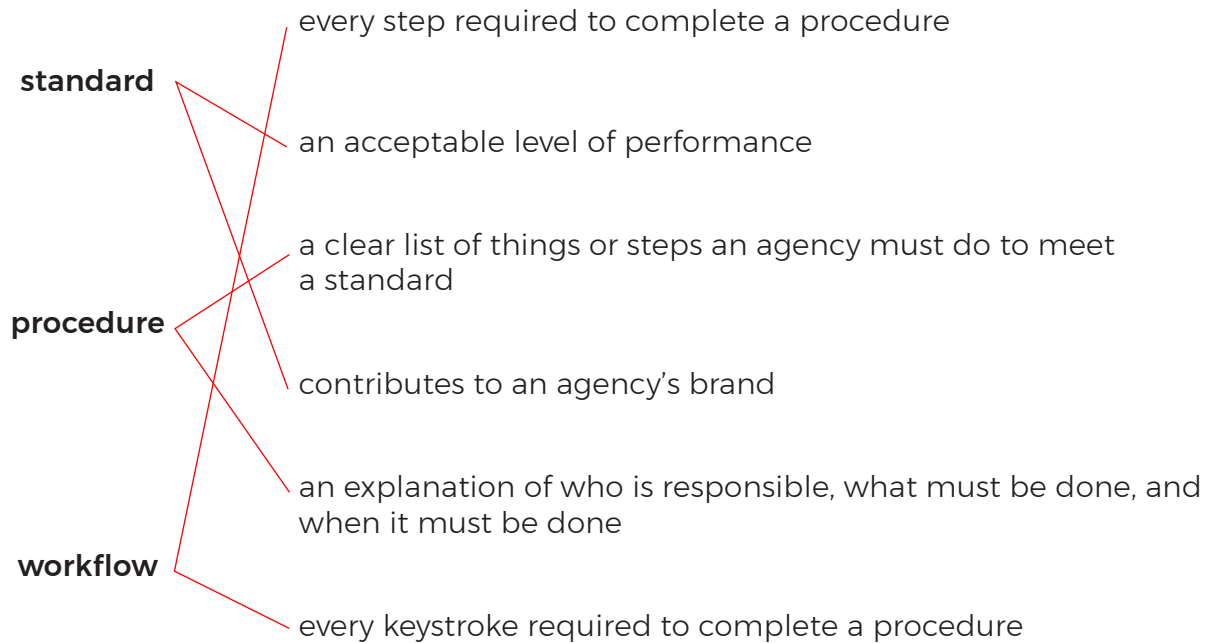 every step required to complete a procedure
standard
an acceptable level of performance
a clear list of things or steps an agency must do to meet
a standard
procedure
contributes to an agency’s brand
an explanation of who is responsible, what must be done, and
when it must be done
workflow
every keystroke required to complete a procedure